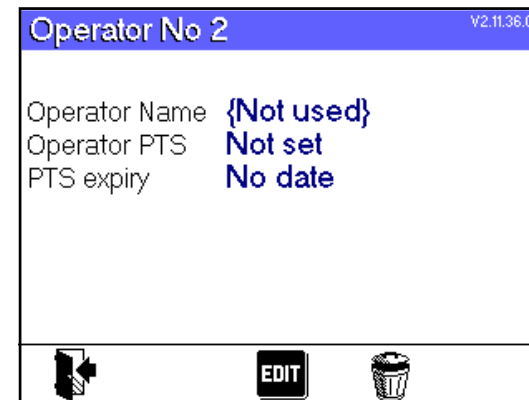 Operator No 2
V2.11.36.0
Operator Name {Not used}
Operator PTS Not set
PTS expiry No date
EDIT